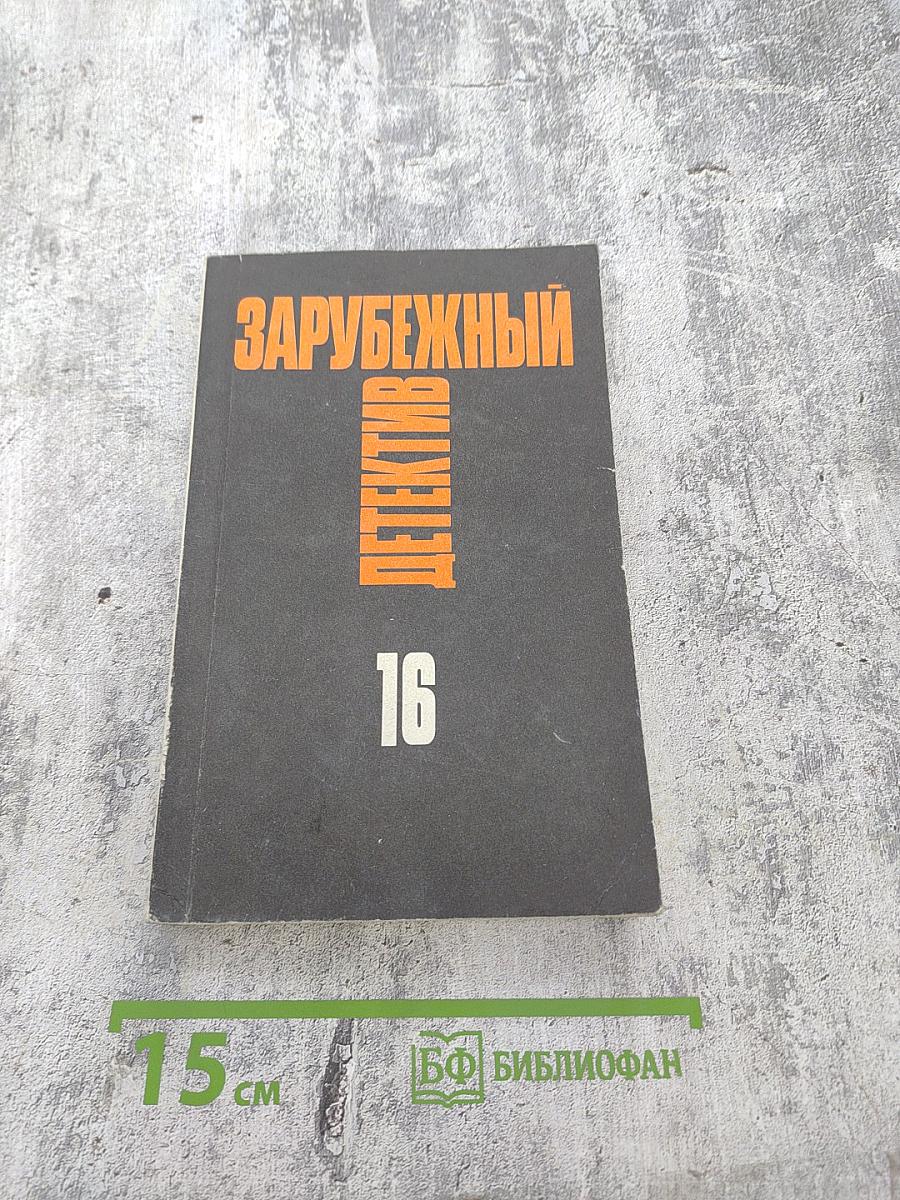 ЗАРУБЕЖНЫЙ
ДЕТЕКТИВ
16
15 см
БФ БИБЛИОФАН